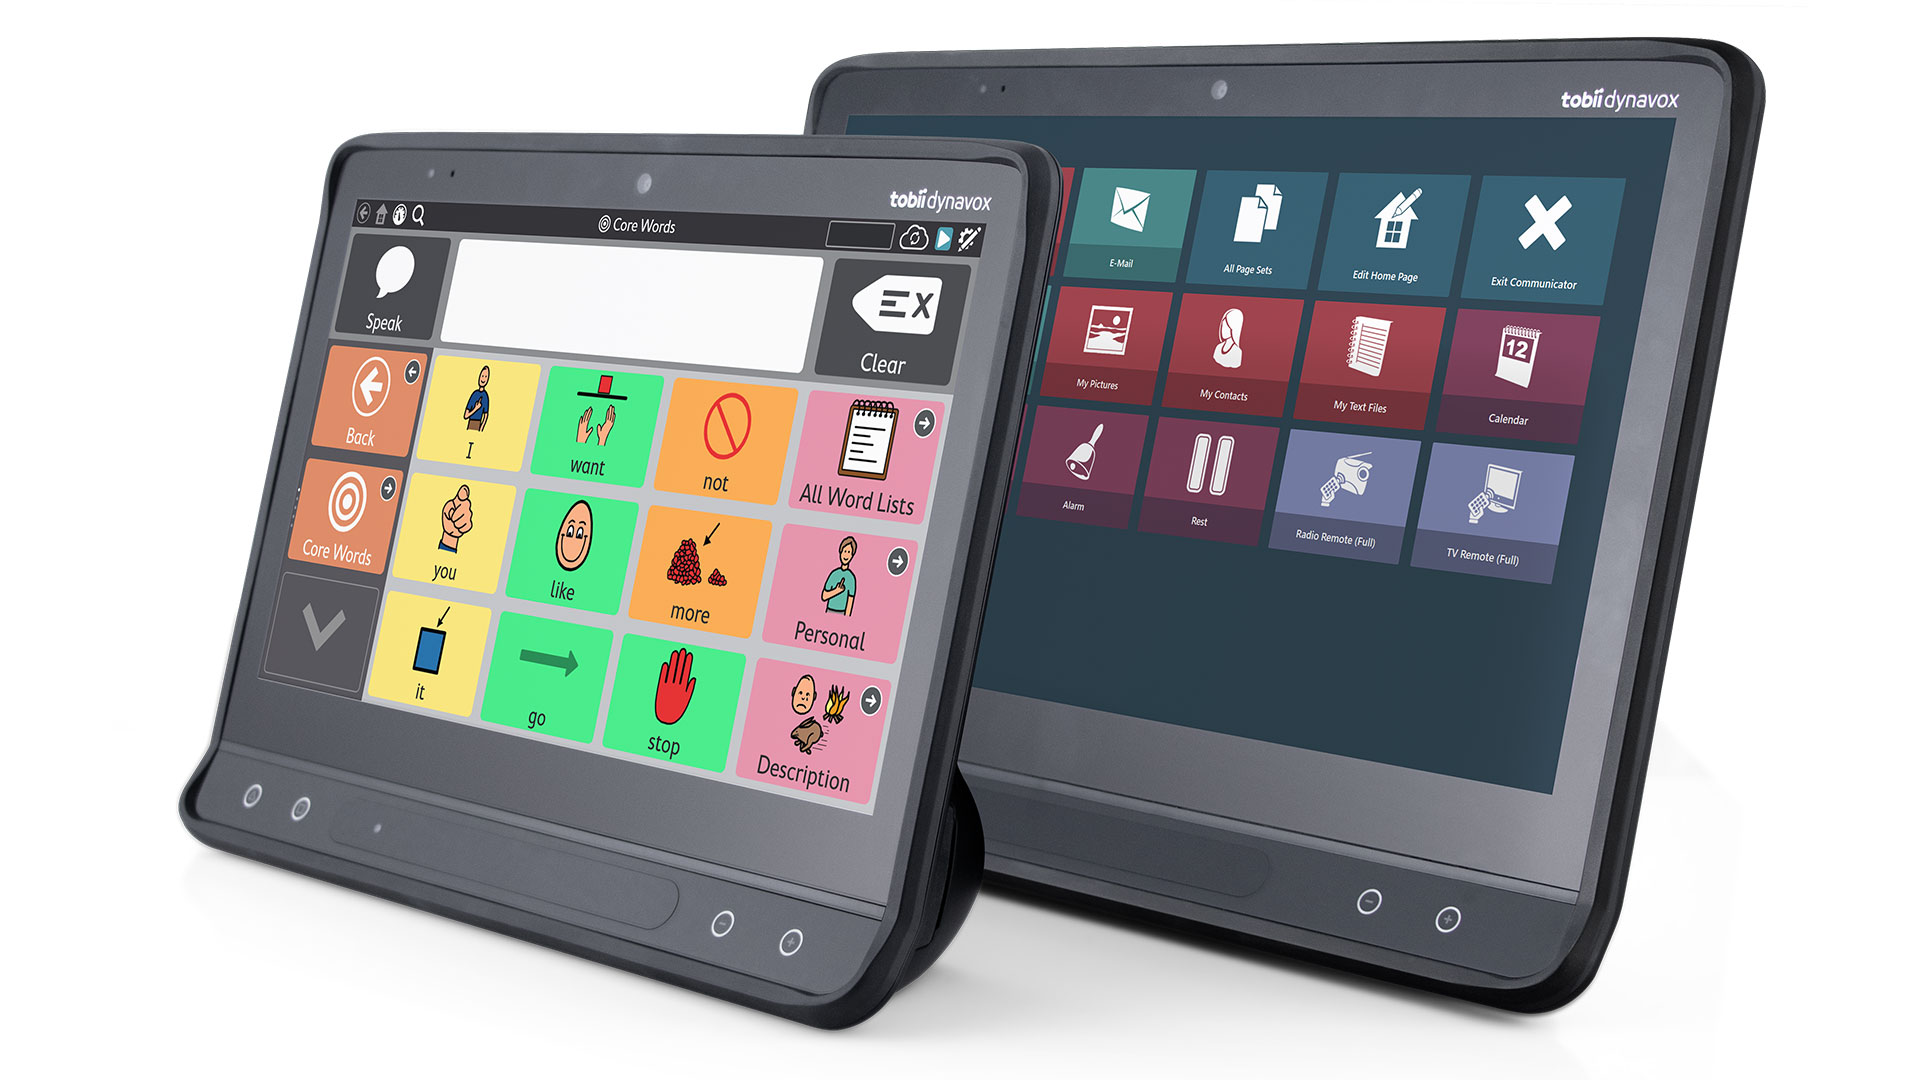 tobii dynavox
Core Words
Speak
EX
Clear
Back
I
want
not
All Word Lists
Core Words
you
like
more
Personal
it
go
stop
Description
tobii dynavox
E-Mail
All Page Sets
Edit Home Page
Exit Communicator
My Pictures
My Contacts
My Text Files
12
Calendar
Alarm
Rest
Radio Remote (Full)
TV Remote (Full)